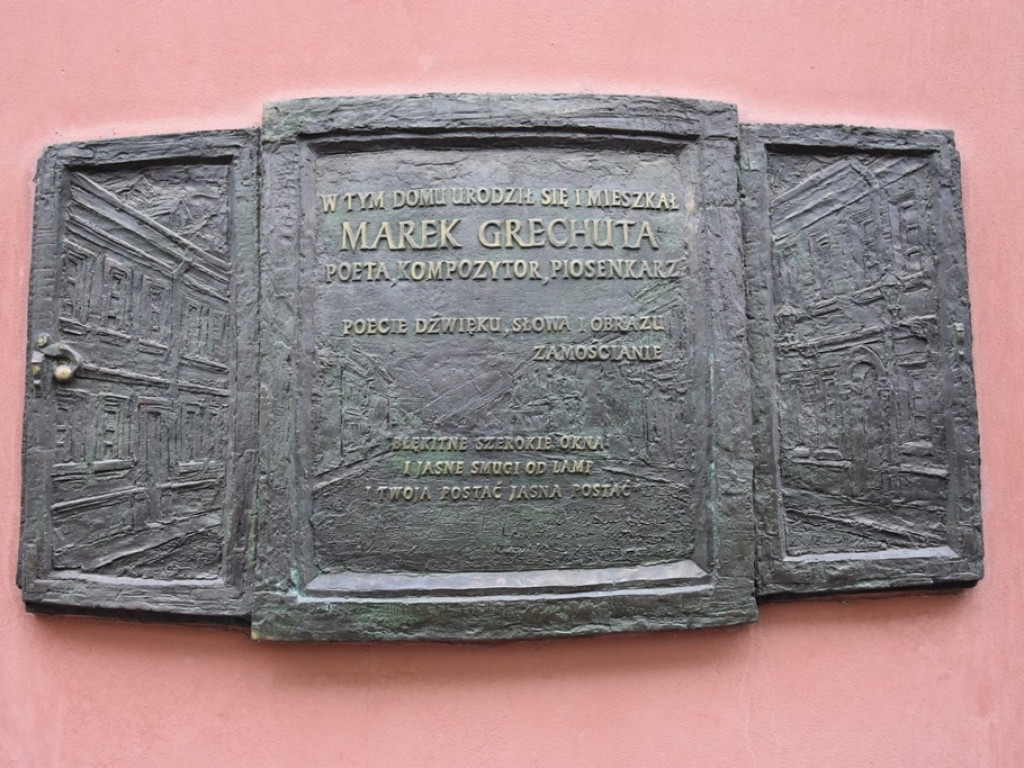 W TYM DOMU URODZIŁ SIĘ I MIESZKAŁ
MAREK GRECHUTA
POETA, KOMPOZYTOR, PIOSENKARZ
POECIE DŹWIĘKU, SŁOWA I OBRAZU
ZAMOŚCIANIE
BŁĘKITNE SZEROKIE OKNA
I JASNE SMUGI OD LAMP
I TWOJA POSTAĆ JASNA POSTAĆ